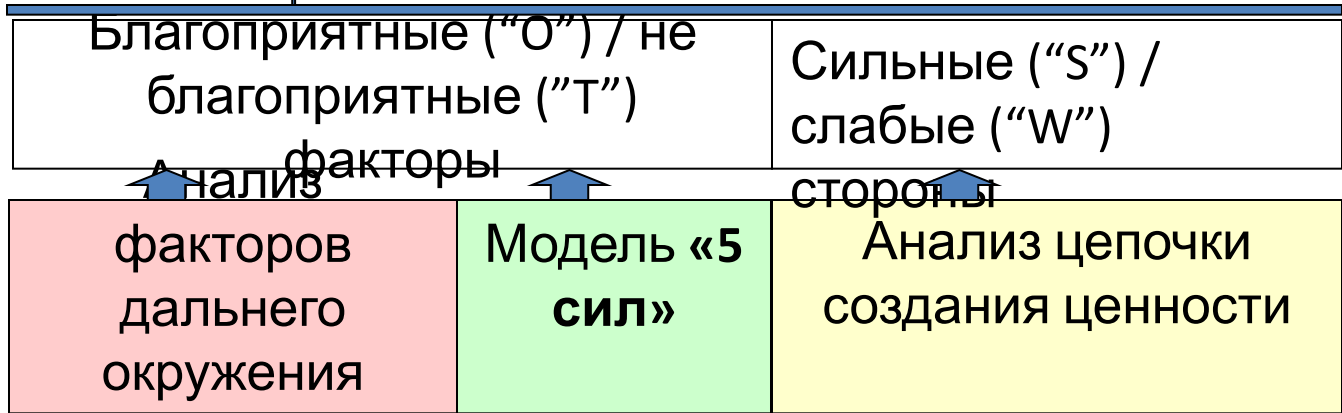 Благоприятные (“O”) / не
благоприятные (”T”)
факторы
Сильные (“S”) /
слабые (“W”)
стороны
Анализ
факторов
дальнего
окружения
Модель «5
сил»
Анализ цепочки
создания ценности